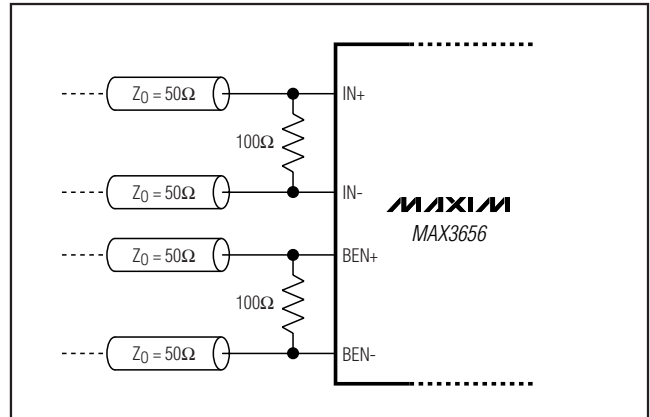 Z0 = 50Ω
IN+
100Ω
Z0 = 50Ω
IN-
MAXIM
MAX3656
Z0 = 50Ω
BEN+
100Ω
Z0 = 50Ω
BEN-